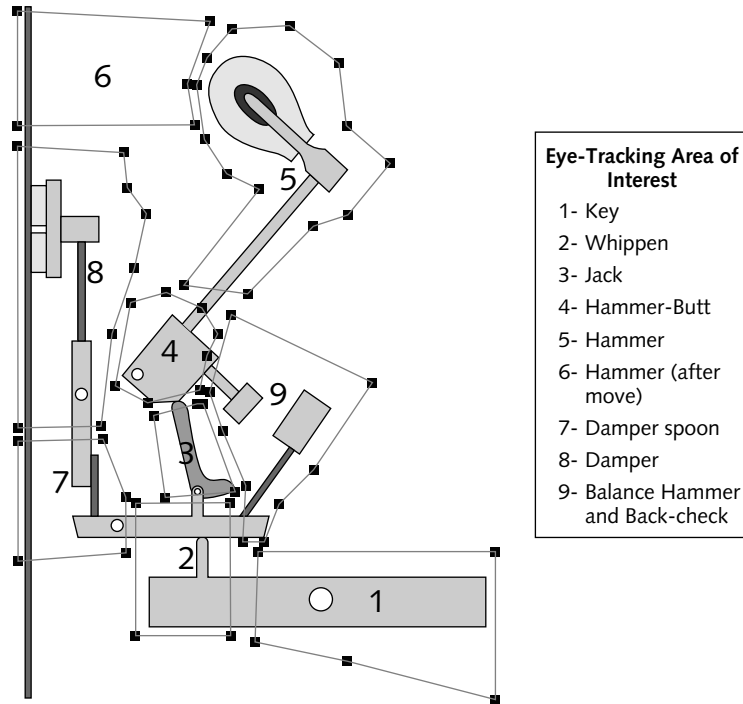 6
5
8
4
9
3
7
2
1
Eye-Tracking Area of
Interest
1- Key
2- Whippen
3- Jack
4- Hammer-Butt
5- Hammer
6- Hammer (after
move)
7- Damper spoon
8- Damper
9- Balance Hammer
and Back-check